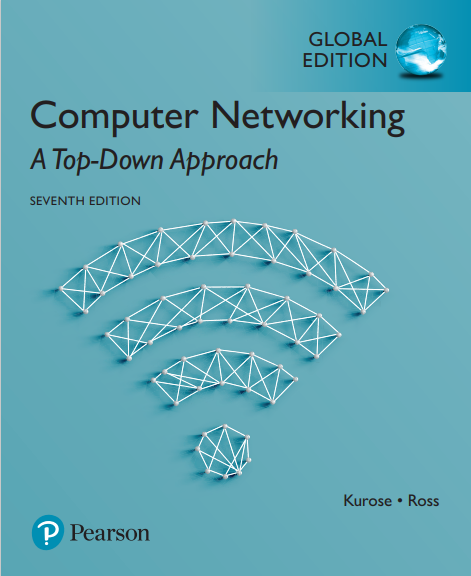 GLOBAL
EDITION
Computer Networking
A Top-Down Approach
SEVENTH EDITION
Kurose • Ross
P Pearson